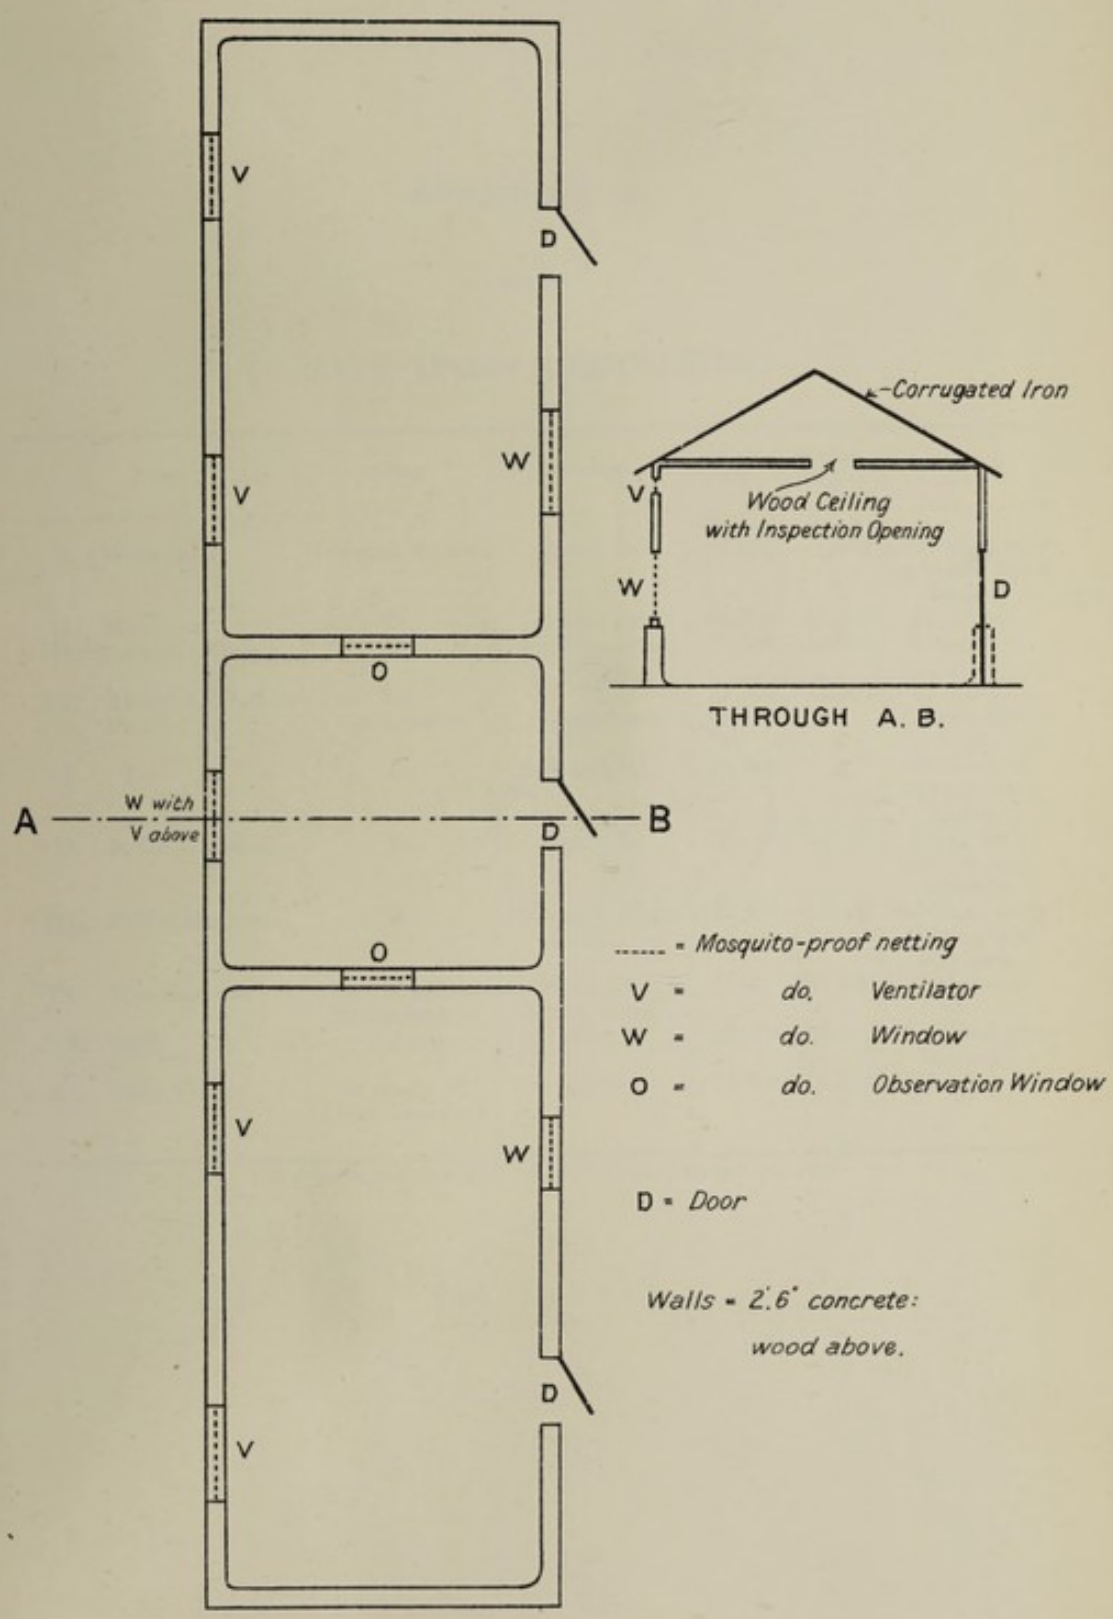 V
D
V
W
O
A
W with
V above
D
B
O
V
W
D
V
Corrugated Iron
V
Wood Ceiling
with Inspection Opening
W
D
THROUGH A. B.
------ = Mosquito-proof netting
V = do. Ventilator
W = do. Window
O = do. Observation Window
D = Door
Walls = 2'.6" concrete:
wood above.